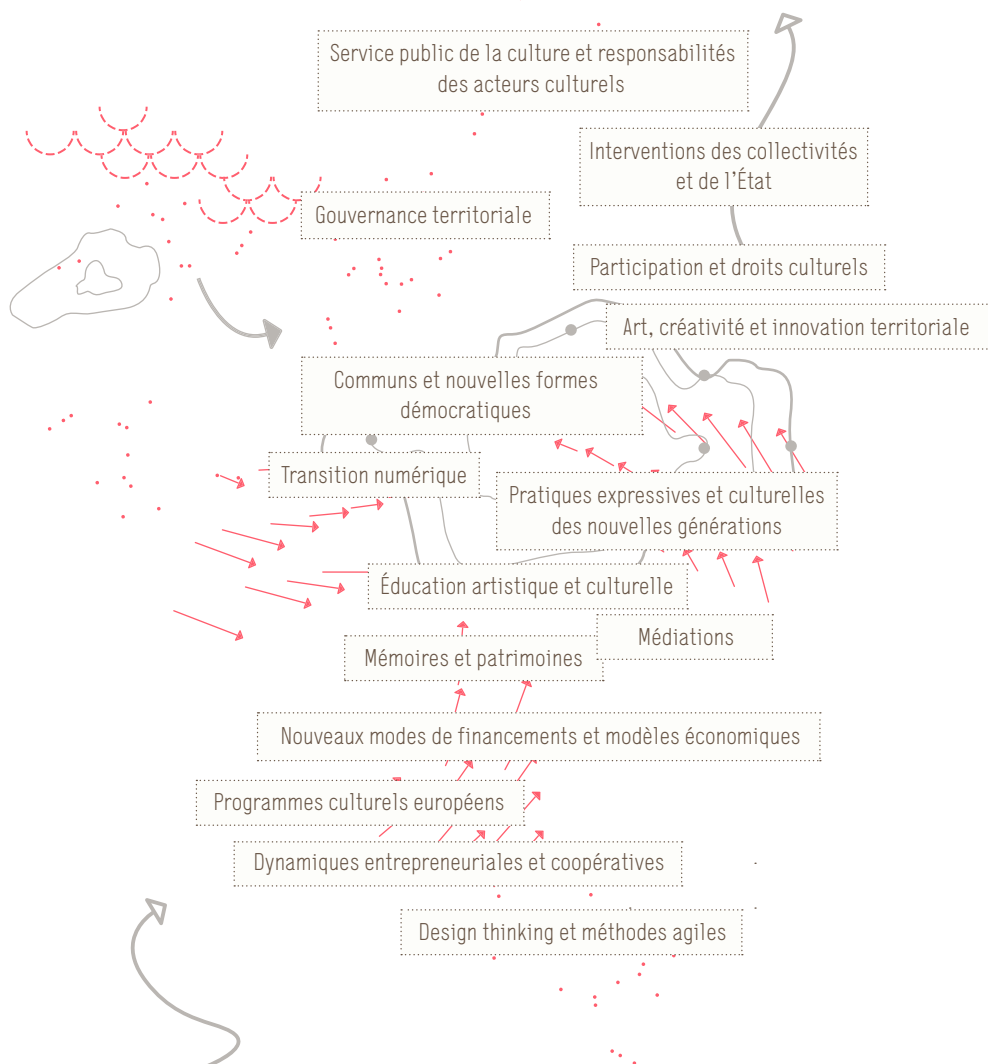 Service public de la culture et responsabilités
des acteurs culturels
Interventions des collectivités
et de l'État
Gouvernance territoriale
Participation et droits culturels
Art, créativité et innovation territoriale
Communs et nouvelles formes
démocratiques
Transition numérique
Pratiques expressives et culturelles
des nouvelles générations
Éducation artistique et culturelle
Médiations
Mémoires et patrimoines
Nouveaux modes de financements et modèles économiques
Programmes culturels européens
Dynamiques entrepreneuriales et coopératives
Design thinking et méthodes agiles